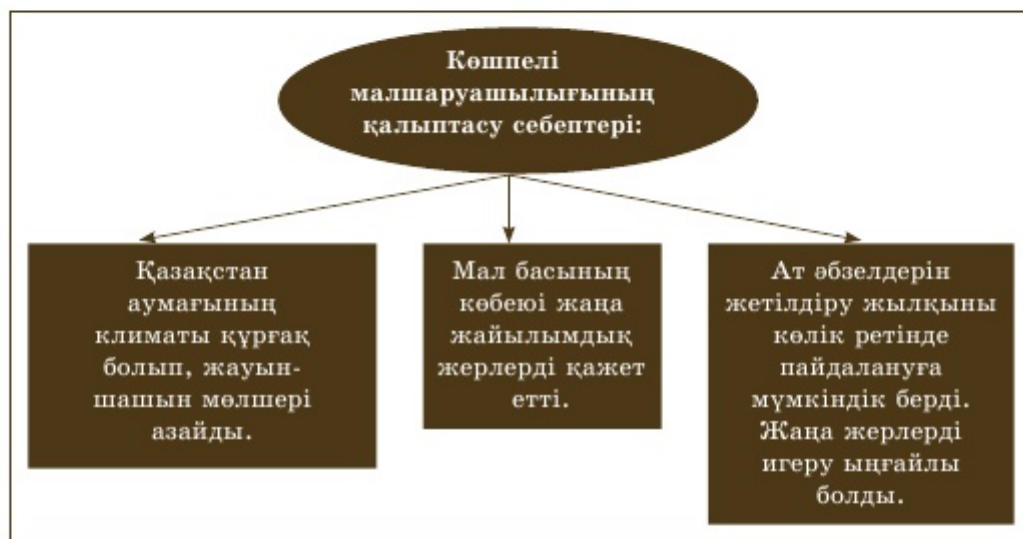 Көшпелі
малшаруашылығының
қалыптасу себептері:
Қазақстан
аумағының
климаты құрғақ
болып, жауын-
шашын мөлшері
азайды.
Мал басының
көбеюі жаңа
жайылымдық
жерлерді қажет
етті.
Ат әбзелдерін
жетілдіру жылқыны
көлік ретінде
пайдалануға
мүмкіндік берді.
Жаңа жерлерді
игеру ыңғайлы
болды.